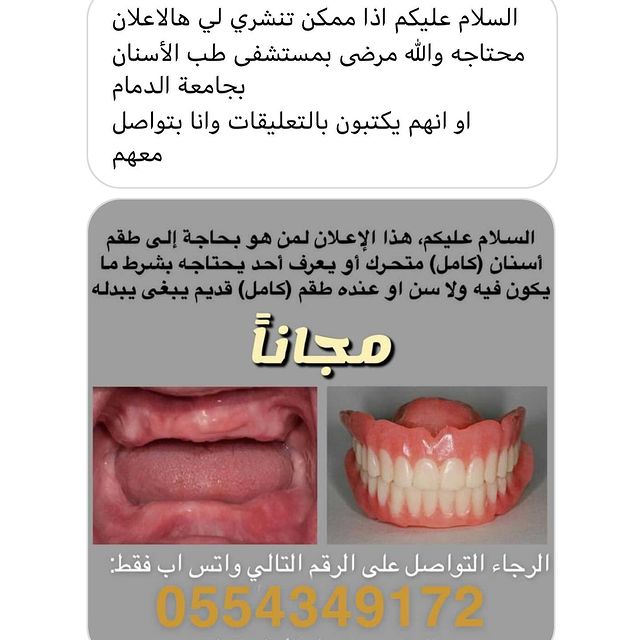 السلام عليكم اذا ممكن تنشري لي هالاعلان
محتاجه والله مرضى بمستشفى طب الأسنان
بجامعة الدمام
او انهم يكتبون بالتعليقات وانا بتواصل
معهم
السلام عليكم، هذا الإعلان لمن هو بحاجة إلى طقم
أسنان (كامل) متحرك أو يعرف أحد يحتاجه بشرط ما
يكون فيه ولا سن او عنده طقم (كامل) قديم يبغى يبدله
مجاناً
الرجاء التواصل على الرقم التالي واتس اب فقط:
0554349172